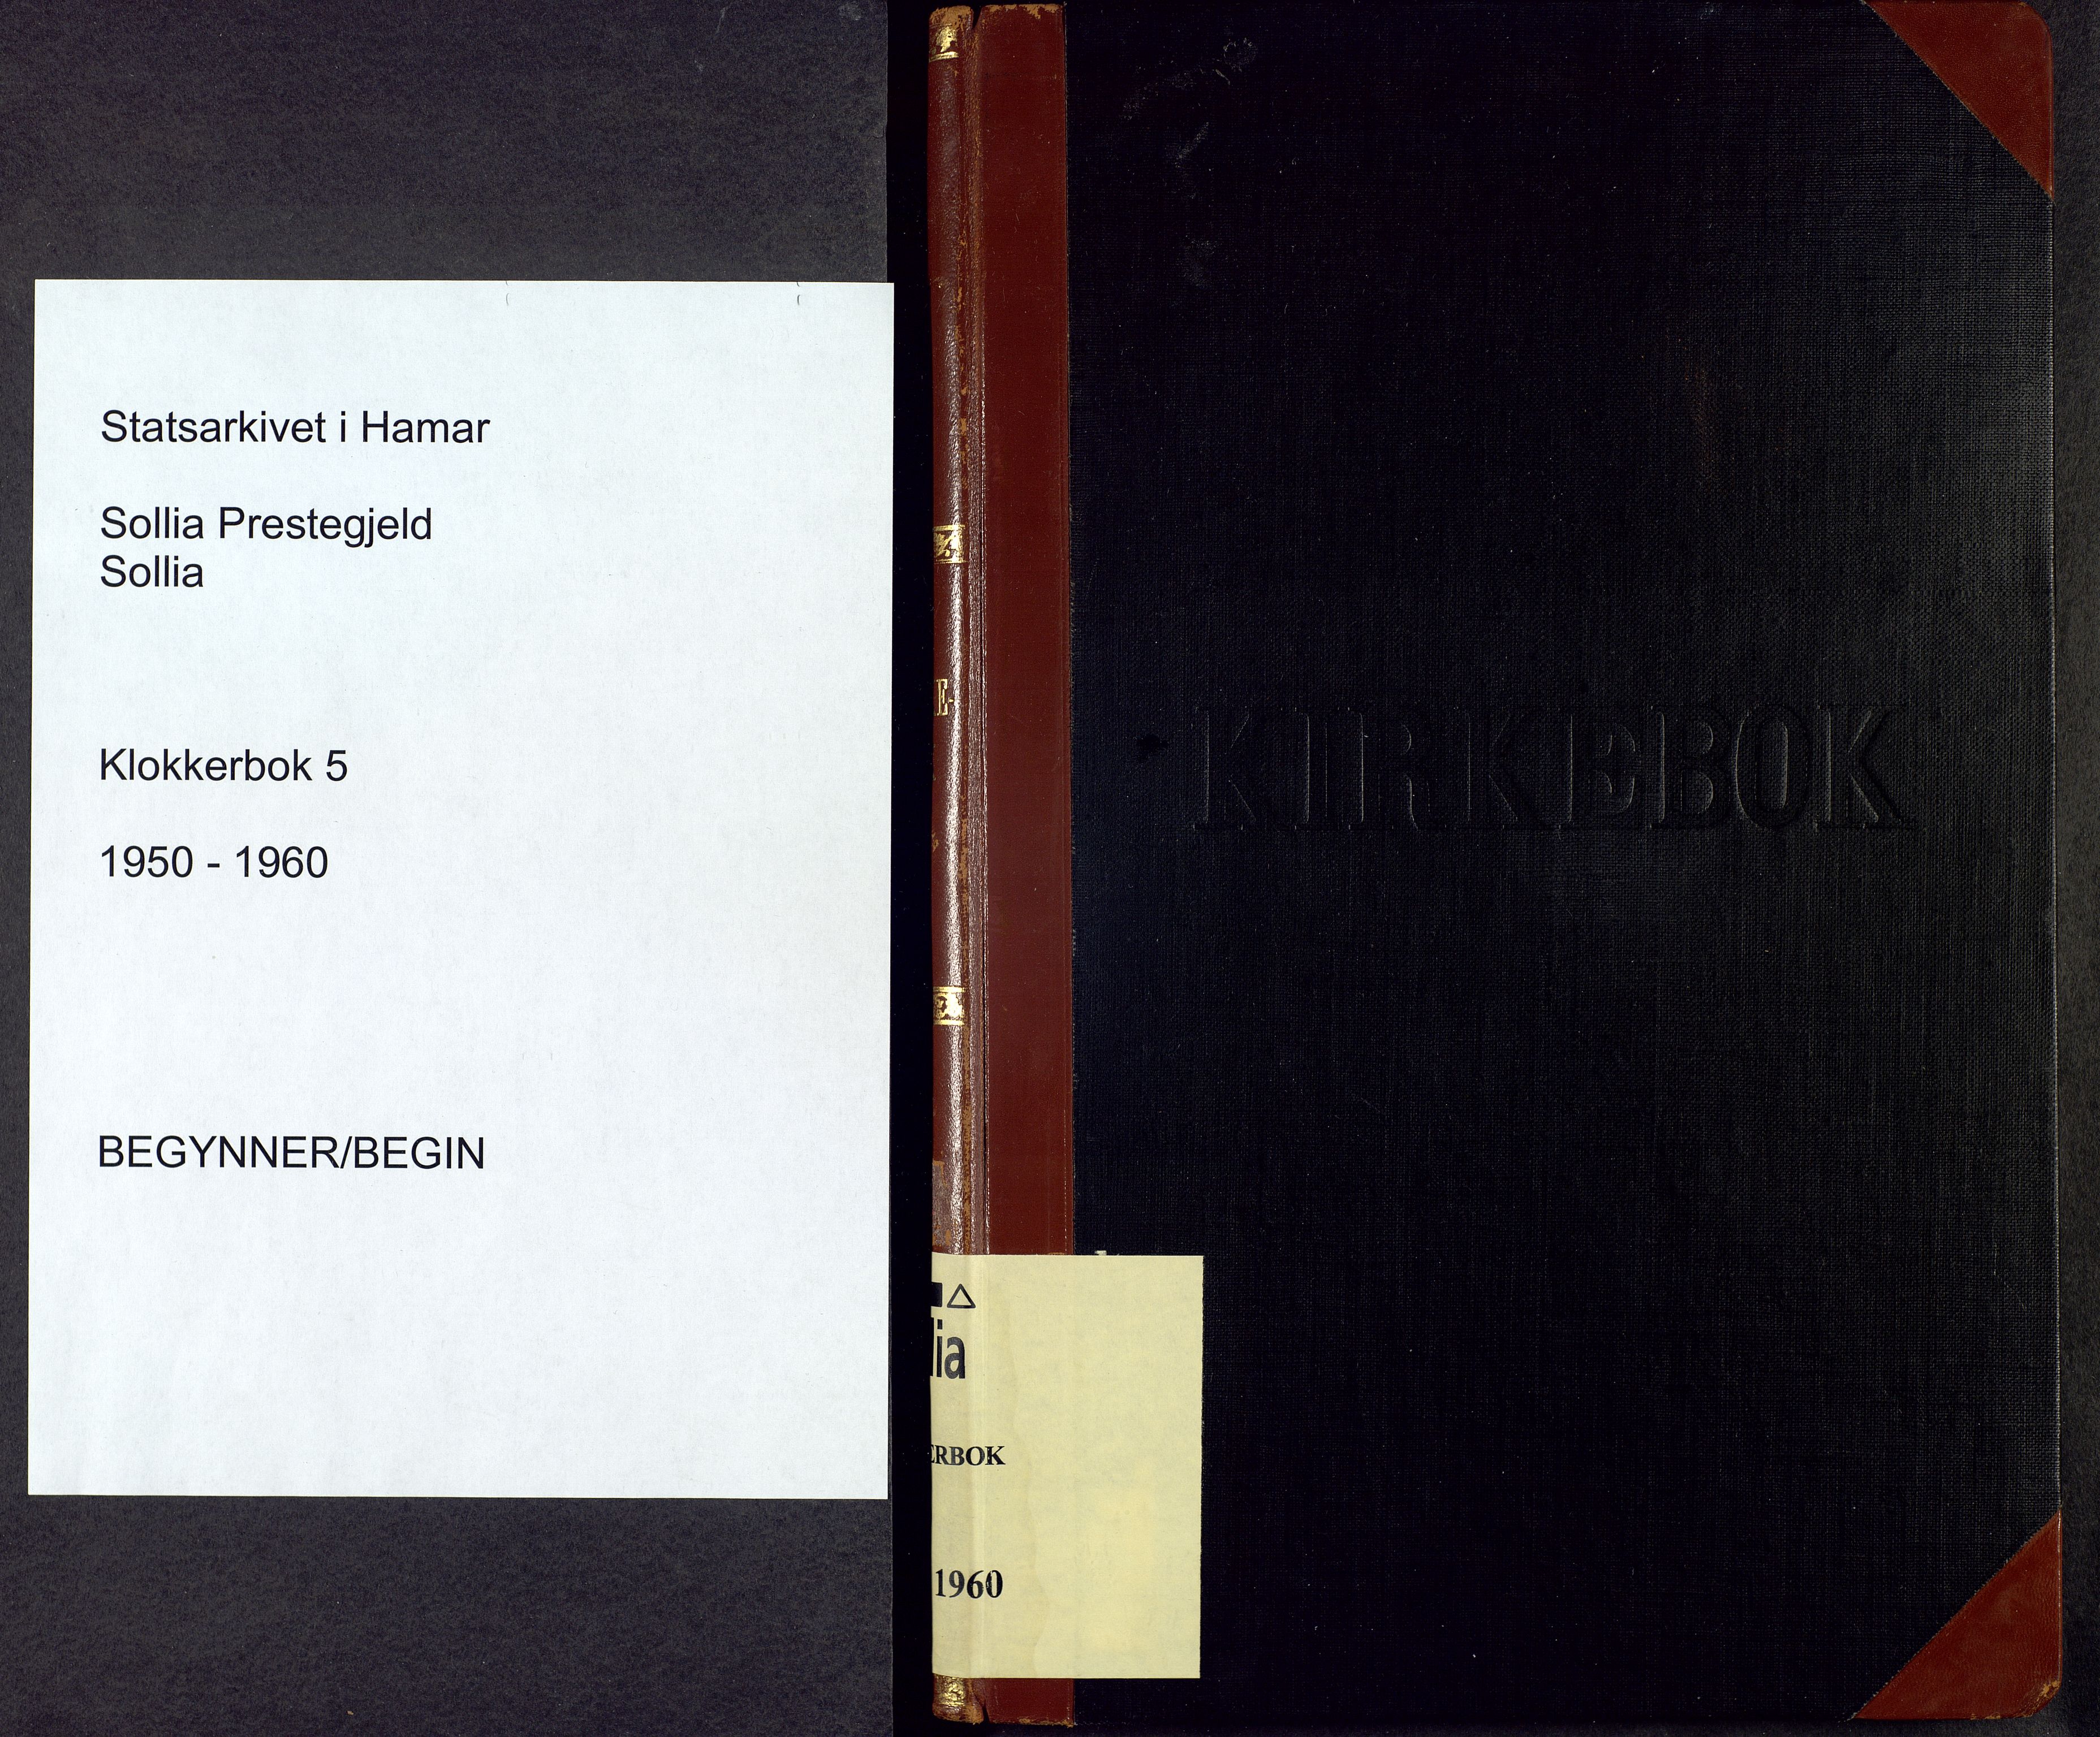 Statsarkivet i Hamar
Sollia Prestegjeld
Sollia
Klokkerbok 5
1950 - 1960
BEGYNNER/BEGIN
E-
KIRKEBOK
lia
ERBOK
1960